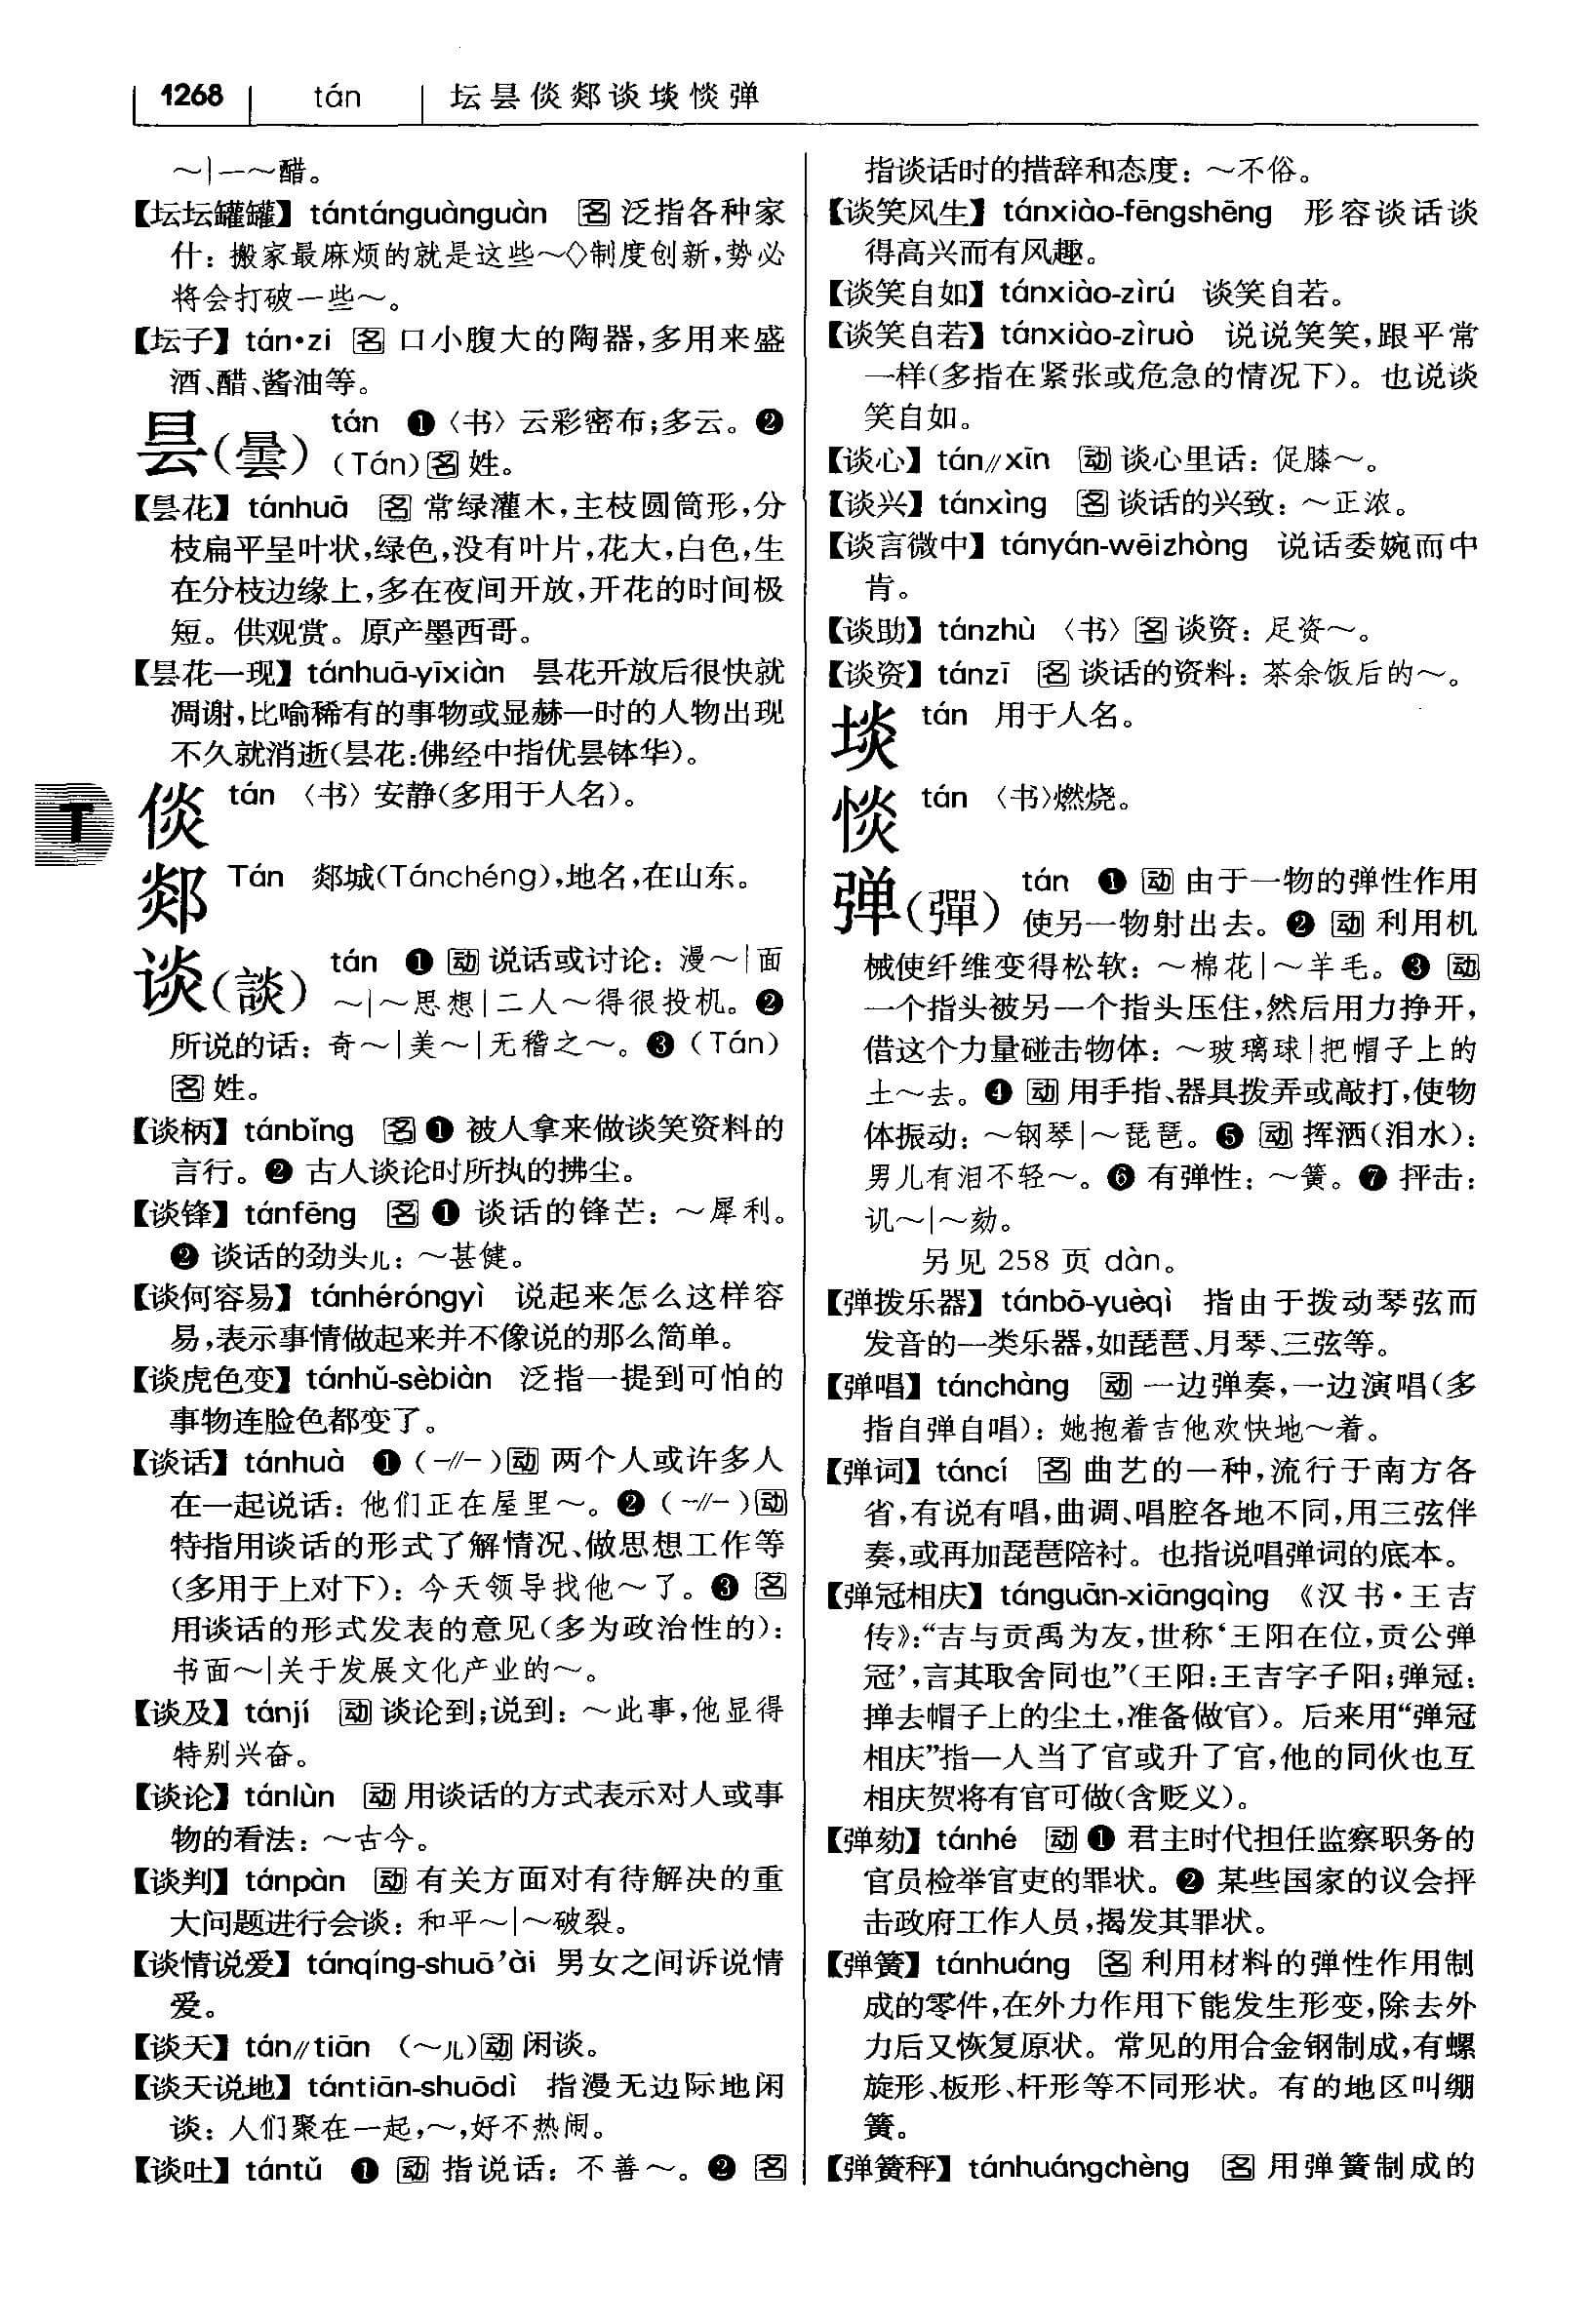 1268 tán 坛昙倓郯谈埮惔弹
～|一～醋。
【坛坛罐罐】 tántánguànguàn 名 泛指各种家
什：搬家最麻烦的就是这些～◇制度创新，势必
将会打破一些～。
【坛子】 tán•zi 名 口小腹大的陶器，多用来盛
酒、醋、酱油等。
昙(曇) tán ❶〈书〉云彩密布；多云。❷
(Tán)名 姓。
【昙花】 tánhuā 名 常绿灌木，主枝圆筒形，分
枝扁平呈叶状，绿色，没有叶片，花大，白色，生
在分枝边缘上，多在夜间开放，开花的时间极
短。供观赏。原产墨西哥。
【昙花一现】 tánhuā-yīxiàn 昙花开放后很快就
凋谢，比喻稀有的事物或显赫一时的人物出现
不久就消逝(昙花：佛经中指优昙钵华)。
T
倓 tán 〈书〉安静(多用于人名)。
郯 Tán 郯城(Tánchéng)，地名，在山东。
谈(談) tán ❶ 动 说话或讨论：漫～|面
～|～思想|二人～得很投机。❷
所说的话：奇～|美～|无稽之～。❸(Tán)
名 姓。
【谈柄】 tánbǐng 名 ❶ 被人拿来做谈笑资料的
言行。❷ 古人谈论时所执的拂尘。
【谈锋】 tánfēng 名 ❶ 谈话的锋芒：～犀利。
❷ 谈话的劲头儿：～甚健。
【谈何容易】 tánhéróngyì 说起来怎么这样容
易，表示事情做起来并不像说的那么简单。
【谈虎色变】 tánhǔ-sèbiàn 泛指一提到可怕的
事物连脸色都变了。
【谈话】 tánhuà ❶(-//-)动 两个人或许多人
在一起说话：他们正在屋里～。❷(-//-)动
特指用谈话的形式了解情况、做思想工作等
(多用于上对下)：今天领导找他～了。❸ 名
用谈话的形式发表的意见(多为政治性的)：
书面～|关于发展文化产业的～。
【谈及】 tánjí 动 谈论到；说到：～此事，他显得
特别兴奋。
【谈论】 tánlùn 动 用谈话的方式表示对人或事
物的看法：～古今。
【谈判】 tánpàn 动 有关方面对有待解决的重
大问题进行会谈：和平～|～破裂。
【谈情说爱】 tánqíng-shuō'ài 男女之间诉说情
爱。
【谈天】 tán//tiān (～儿)动 闲谈。
【谈天说地】 tántiān-shuōdì 指漫无边际地闲
谈：人们聚在一起，～，好不热闹。
【谈吐】 tántǔ ❶ 动 指说话：不善～。❷ 名
指谈话时的措辞和态度：～不俗。
【谈笑风生】 tánxiào-fēngshēng 形容谈话谈
得高兴而有风趣。
【谈笑自如】 tánxiào-zìrú 谈笑自若。
【谈笑自若】 tánxiào-zìruò 说说笑笑，跟平常
一样(多指在紧张或危急的情况下)。也说谈
笑自如。
【谈心】 tán//xīn 动 谈心里话：促膝～。
【谈兴】 tánxìng 名 谈话的兴致：～正浓。
【谈言微中】 tányán-wēizhòng 说话委婉而中
肯。
【谈助】 tánzhù 〈书〉名 谈资：足资～。
【谈资】 tánzī 名 谈话的资料：茶余饭后的～。
埮 tán 用于人名。
惔 tán 〈书〉燃烧。
弹(彈) tán ❶ 动 由于一物的弹性作用
使另一物射出去。❷ 动 利用机
械使纤维变得松软：～棉花|～羊毛。❸ 动
一个指头被另一个指头压住，然后用力挣开，
借这个力量碰击物体：～玻璃球|把帽子上的
土～去。❹ 动 用手指、器具拨弄或敲打，使物
体振动：～钢琴|～琵琶。❺ 动 挥洒(泪水)：
男儿有泪不轻～。❻ 有弹性：～簧。❼ 抨击：
讥～|～劾。
另见 258 页 dàn。
【弹拨乐器】 tánbō-yuèqì 指由于拨动琴弦而
发音的一类乐器，如琵琶、月琴、三弦等。
【弹唱】 tánchàng 动 一边弹奏，一边演唱(多
指自弹自唱)：她抱着吉他欢快地～着。
【弹词】 táncí 名 曲艺的一种，流行于南方各
省，有说有唱，曲调、唱腔各地不同，用三弦伴
奏，或再加琵琶陪衬。也指说唱弹词的底本。
【弹冠相庆】 tánguān-xiāngqìng 《汉书·王吉
传》：“吉与贡禹为友，世称‘王阳在位，贡公弹
冠’，言其取舍同也”(王阳：王吉字子阳；弹冠：
掸去帽子上的尘土，准备做官)。后来用“弹冠
相庆”指一人当了官或升了官，他的同伙也互
相庆贺将有官可做(含贬义)。
【弹劾】 tánhé 动 ❶ 君主时代担任监察职务的
官员检举官吏的罪状。❷ 某些国家的议会抨
击政府工作人员，揭发其罪状。
【弹簧】 tánhuáng 名 利用材料的弹性作用制
成的零件，在外力作用下能发生形变，除去外
力后又恢复原状。常见的用合金钢制成，有螺
旋形、板形、杆形等不同形状。有的地区叫绷
簧。
【弹簧秤】 tánhuángchèng 名 用弹簧制成的